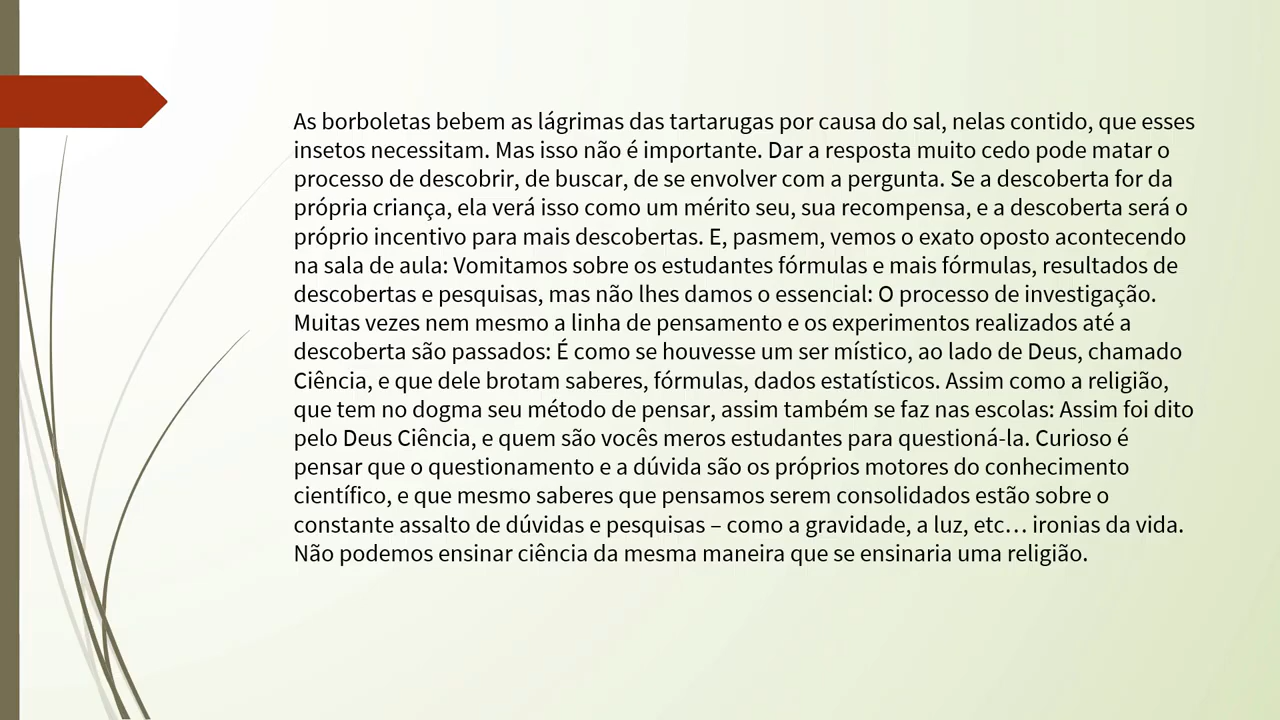 As borboletas bebem as lágrimas das tartarugas por causa do sal, nelas contido, que esses
insetos necessitam. Mas isso não é importante. Dar a resposta muito cedo pode matar o
processo de descobrir, de buscar, de se envolver com a pergunta. Se a descoberta for da
própria criança, ela verá isso como um mérito seu, sua recompensa, e a descoberta será o
próprio incentivo para mais descobertas. E, pasmem, vemos o exato oposto acontecendo
na sala de aula: Vomitamos sobre os estudantes fórmulas e mais fórmulas, resultados de
descobertas e pesquisas, mas não lhes damos o essencial: O processo de investigação.
Muitas vezes nem mesmo a linha de pensamento e os experimentos realizados até a
descoberta são passados: É como se houvesse um ser místico, ao lado de Deus, chamado
Ciência, e que dele brotam saberes, fórmulas, dados estatísticos. Assim como a religião,
que tem no dogma seu método de pensar, assim também se faz nas escolas: Assim foi dito
pelo Deus Ciência, e quem são vocês meros estudantes para questioná-la. Curioso é
pensar que o questionamento e a dúvida são os próprios motores do conhecimento
científico, e que mesmo saberes que pensamos serem consolidados estão sobre o
constante assalto de dúvidas e pesquisas – como a gravidade, a luz, etc… ironias da vida.
Não podemos ensinar ciência da mesma maneira que se ensinaria uma religião.